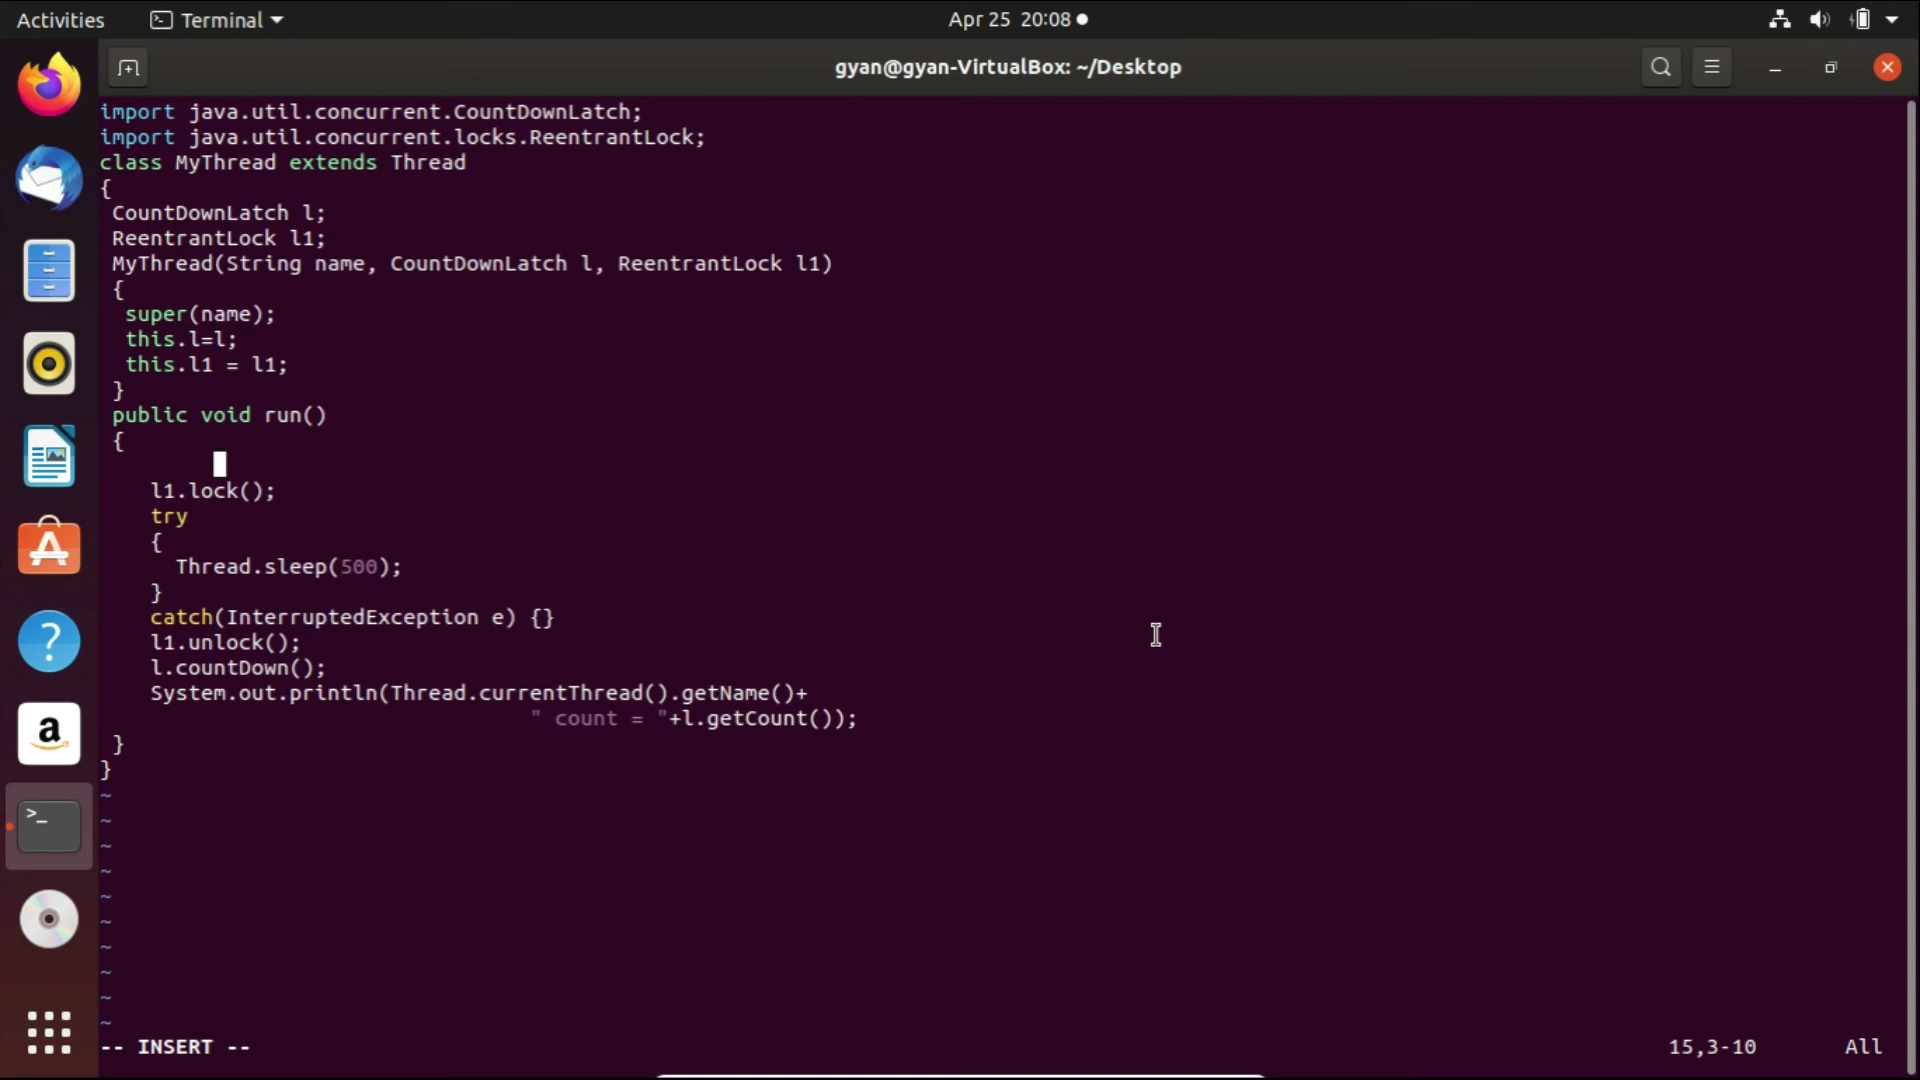 Activities
Terminal
Apr 25 20:08
gyan@gyan-VirtualBox: ~/Desktop
import java.util.concurrent.CountDownLatch;
import java.util.concurrent.locks.ReentrantLock;
class MyThread extends Thread
{
 CountDownLatch l;
 ReentrantLock l1;
 MyThread(String name, CountDownLatch l, ReentrantLock l1)
 {
  super(name);
  this.l=l;
  this.l1 = l1;
 }
 public void run()
 {
    l1.lock();
    try
    {
      Thread.sleep(500);
    }
    catch(InterruptedException e) {}
    l1.unlock();
    l.countDown();
    System.out.println(Thread.currentThread().getName()+
                                  " count = "+l.getCount());
 }
}
~
~
~
~
~
~
~
~
~
~
-- INSERT --
15,3-10
All